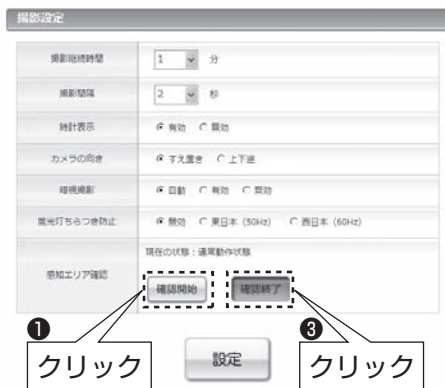 撮影設定
撮影継続時間 1 分
撮影間隔 2 秒
時計表示 有効 無効
カメラの向き すえ置き 上下逆
暗視撮影 自動 有効 無効
蛍光灯ちらつき防止 無効 東日本（50Hz） 西日本（60Hz）
現在の状態：通常動作状態
感知エリア確認
確認開始 確認終了
❶ ❸
クリック 設定 クリック